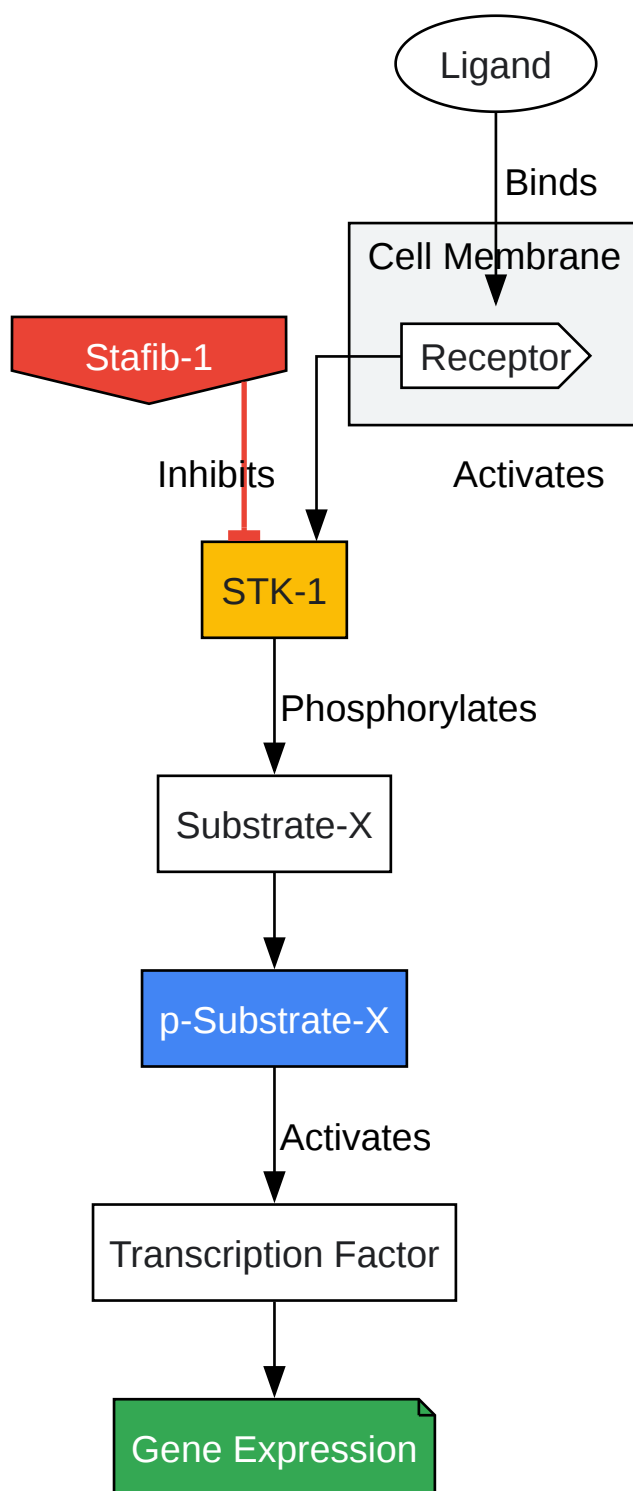 Ligand
Binds
Cell Membrane
Stafib-1
Receptor
Inhibits
Activates
STK-1
Phosphorylates
Substrate-X
p-Substrate-X
Activates
Transcription Factor
Gene Expression